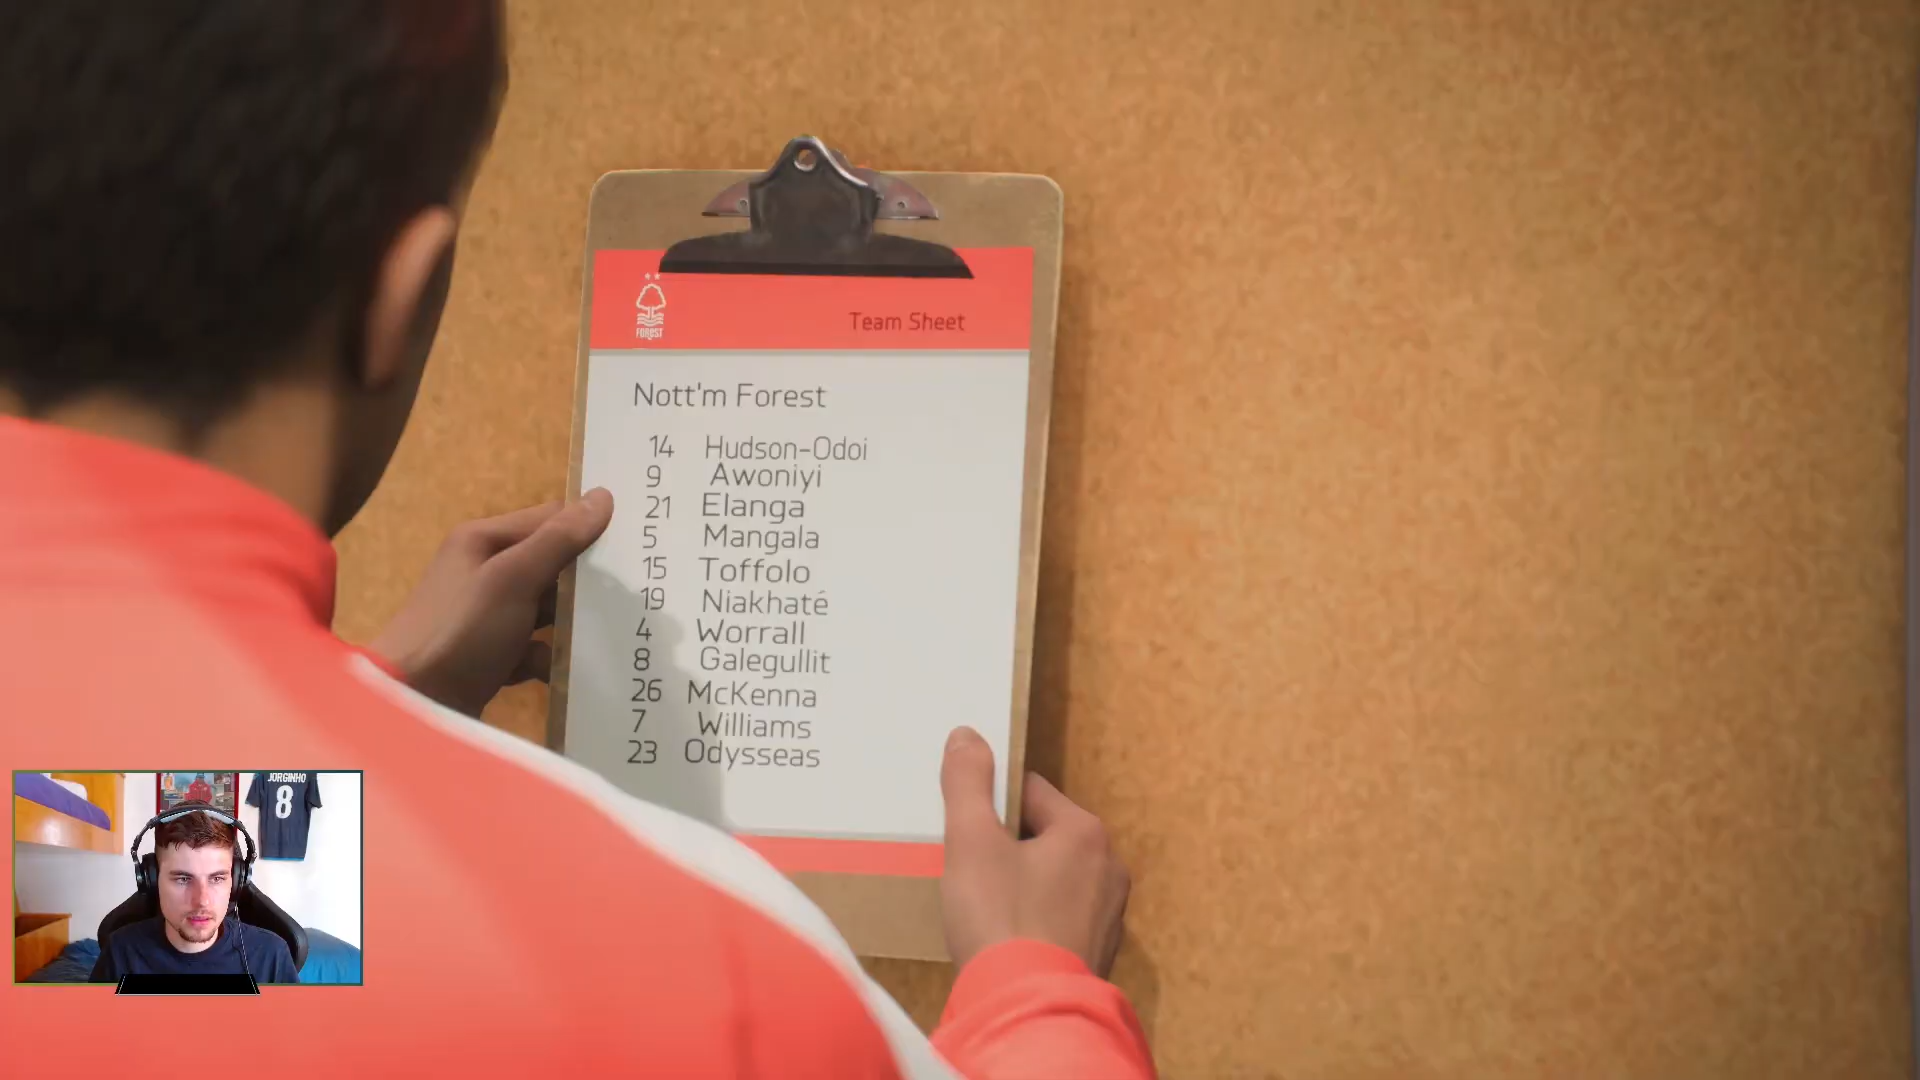 FOREST
Team Sheet
Nott'm Forest
14 Hudson-Odoi
9 Awoniyi
21 Elanga
5 Mangala
15 Toffolo
19 Niakhaté
4 Worrall
8 Galegullit
26 McKenna
7 Williams
23 Odysseas
JORGINHO
8